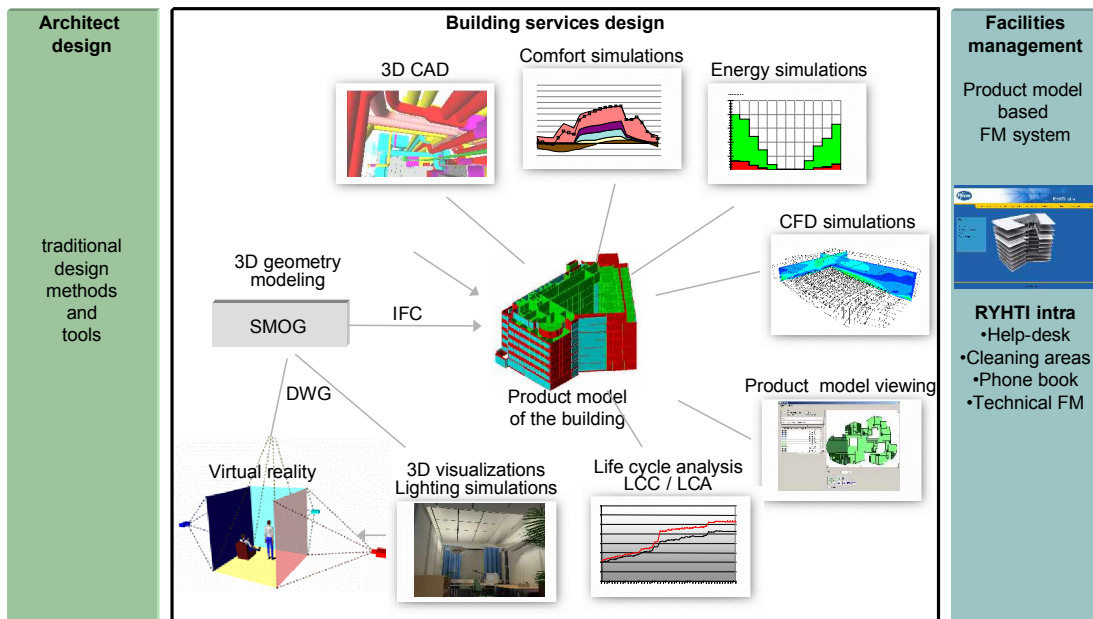 Architect
design
traditional
design
methods
and
tools
Building services design
3D CAD
Comfort simulations
Energy simulations
CFD simulations
3D geometry
modeling
SMOG
IFC
DWG
Product model
of the building
Product model viewing
Virtual reality
3D visualizations
Lighting simulations
Life cycle analysis
LCC / LCA
Facilities
management
Product model
based
FM system
RYHTI intra
RYHTI intra
•Help-desk
•Cleaning areas
•Phone book
•Technical FM